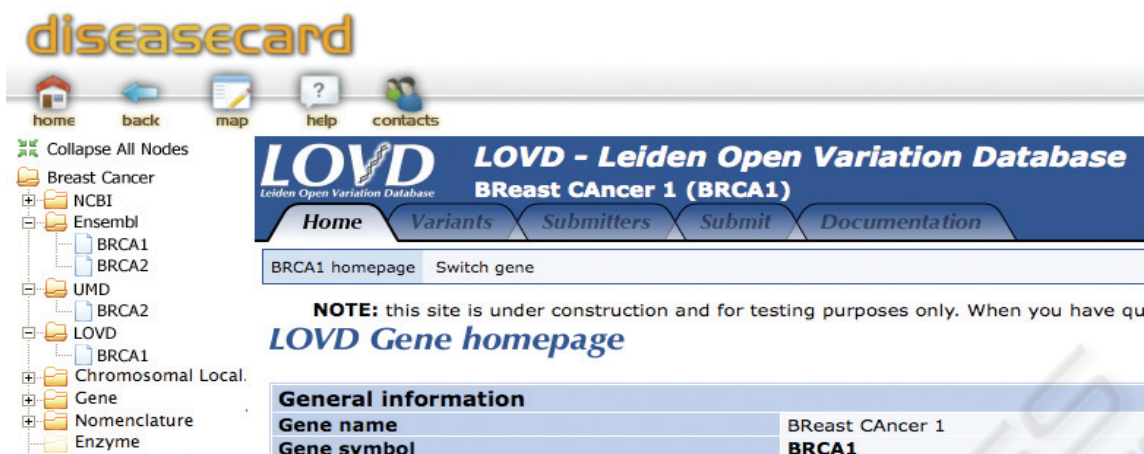 diseasecard
home back map help contacts
Collapse All Nodes
Breast Cancer
NCBI
Ensembl
BRCA1
BRCA2
UMD
BRCA2
LOVD
BRCA1
Chromosomal Local.
Gene
Nomenclature
Enzyme
LOVD
Leiden Open Variation Database
LOVD - Leiden Open Variation Database
BReast CAncer 1 (BRCA1)
Home Variants Submitters Submit Documentation
BRCA1 homepage Switch gene
NOTE: this site is under construction and for testing purposes only. When you have qu
LOVD Gene homepage
General information
Gene name BReast CAncer 1
Gene symbol BRCA1